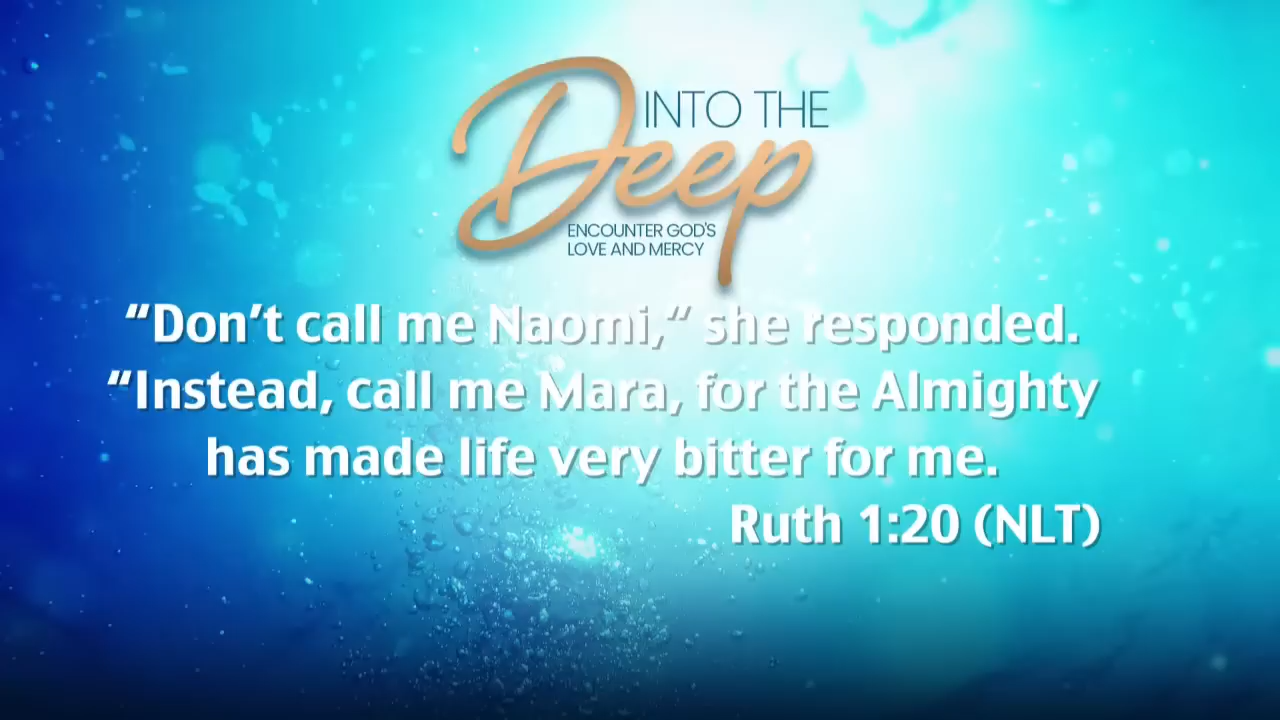 INTO THE
Deep
ENCOUNTER GOD'S
LOVE AND MERCY
“Don’t call me Naomi,“ she responded.
“Instead, call me Mara, for the Almighty
has made life very bitter for me.
Ruth 1:20 (NLT)